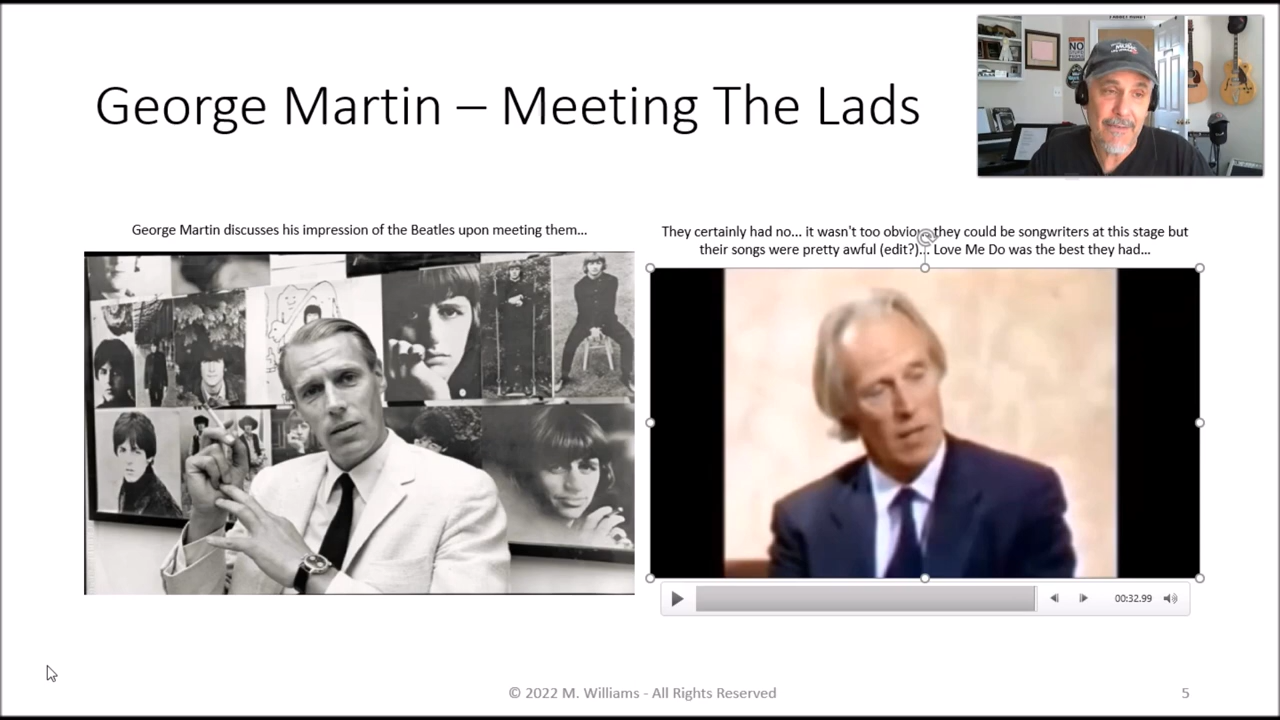 George Martin – Meeting The Lads
NO
George Martin discusses his impression of the Beatles upon meeting them...
They certainly had no... it wasn't too obvious they could be songwriters at this stage but
their songs were pretty awful (edit?)... Love Me Do was the best they had...
00:32.99
© 2022 M. Williams - All Rights Reserved
5